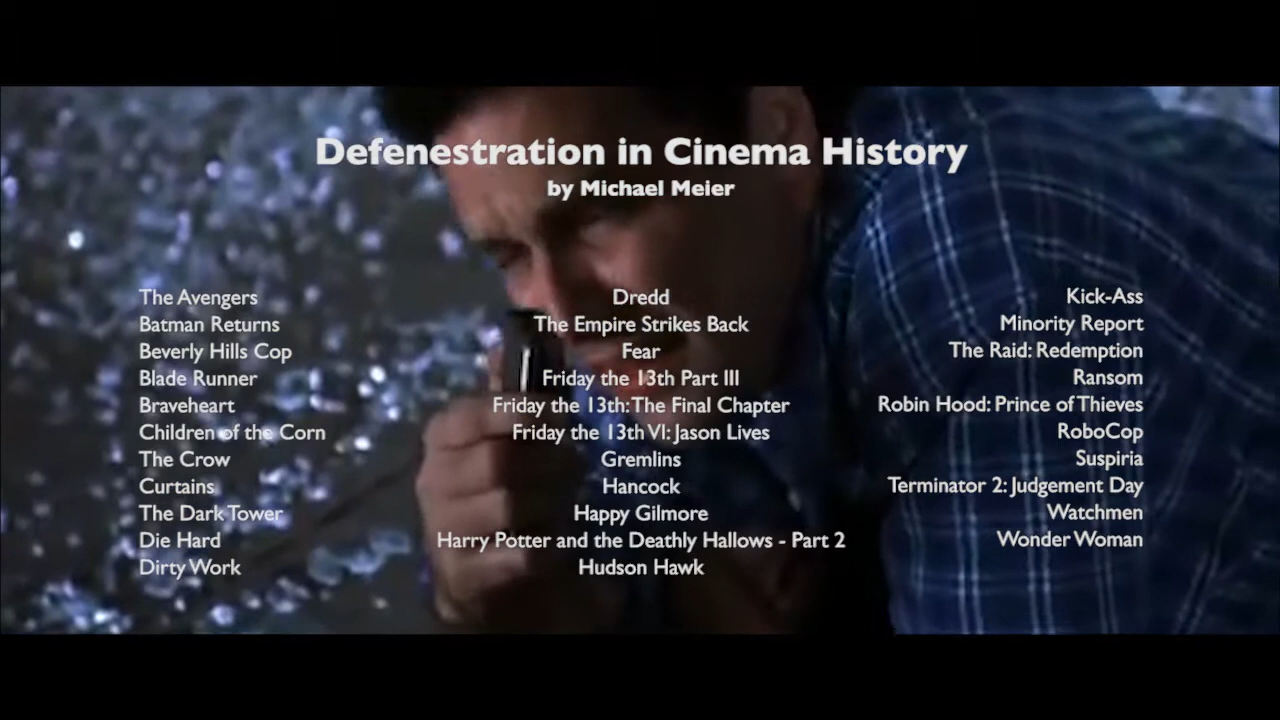 Defenestration in Cinema History
by Michael Meier
The Avengers
Batman Returns
Beverly Hills Cop
Blade Runner
Braveheart
Children of the Corn
The Crow
Curtains
The Dark Tower
Die Hard
Dirty Work
Dredd
The Empire Strikes Back
Fear
Friday the 13th Part III
Friday the 13th: The Final Chapter
Friday the 13th VI: Jason Lives
Gremlins
Hancock
Happy Gilmore
Harry Potter and the Deathly Hallows - Part 2
Hudson Hawk
Kick-Ass
Minority Report
The Raid: Redemption
Ransom
Robin Hood: Prince of Thieves
RoboCop
Suspiria
Terminator 2: Judgement Day
Watchmen
Wonder Woman